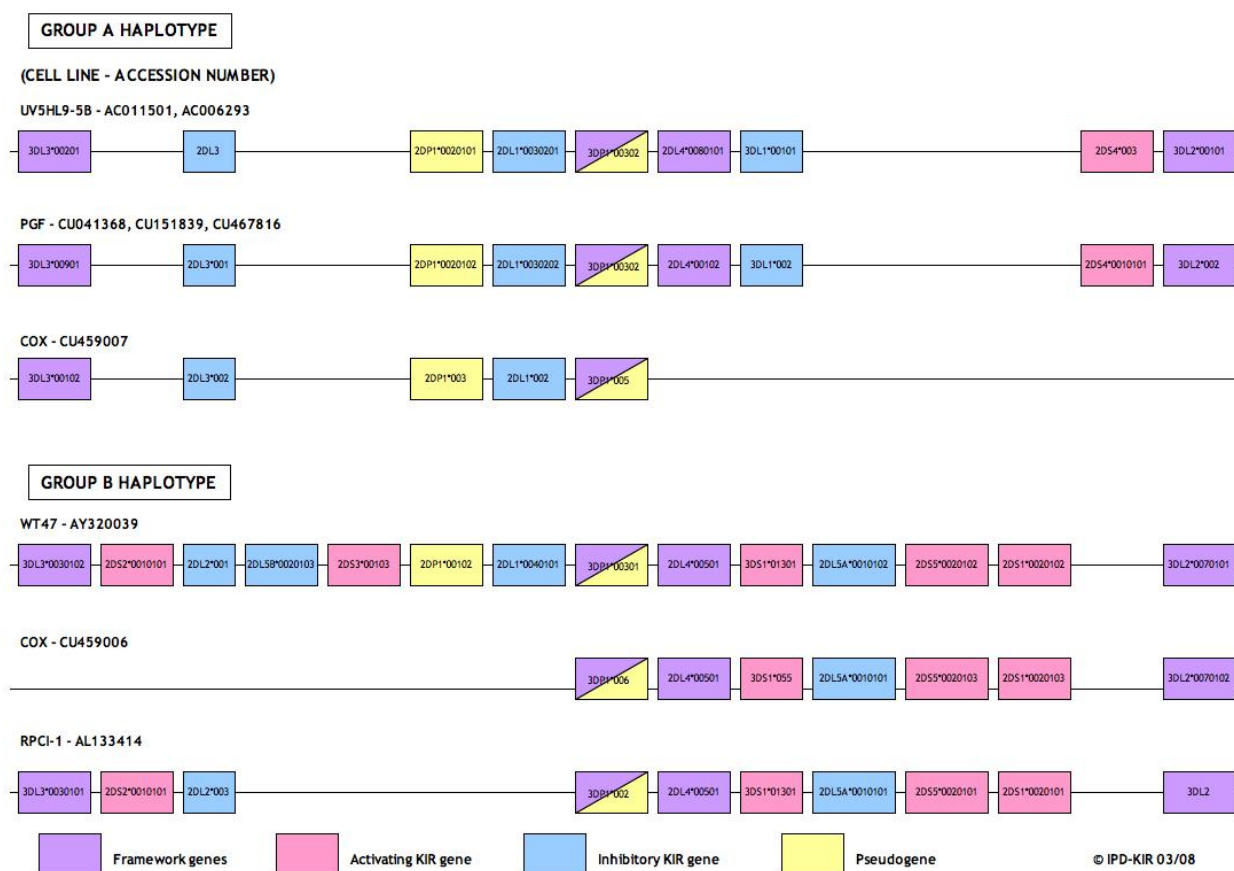 GROUP A HAPLOTYPE
(CELL LINE - ACCESSION NUMBER)
UV5HL9-5B - AC011501, AC006293
3DL3*00201 2DL3 2DP1*0020101 2DL1*0030201 3DP1*00302 2DL4*0080101 3DL1*00101 2DS4*003 3DL2*00101
PGF - CU041368, CU151839, CU467816
3DL3*00901 2DL3*001 2DP1*0020102 2DL1*0030202 3DP1*00302 2DL4*00102 3DL1*002 2DS4*0010101 3DL2*002
COX - CU459007
3DL3*00102 2DL3*002 2DP1*003 2DL1*002 3DP1*005
GROUP B HAPLOTYPE
WT47 - AY320039
3DL3*0030102 2DS2*0010101 2DL2*001 2DL5B*0020103 2DS3*00103 2DP1*00102 2DL1*0040101 3DP1*00301 2DL4*00501 3DS1*01301 2DL5A*0010102 2DS5*0020102 2DS1*0020102 3DL2*0070101
COX - CU459006
3DP1*006 2DL4*00501 3DS1*055 2DL5A*0010101 2DS5*0020103 2DS1*0020103 3DL2*0070102
RPCI-1 - AL133414
3DL3*0030101 2DS2*0010101 2DL2*003 3DP1*002 2DL4*00501 3DS1*01301 2DL5A*0010101 2DS5*0020101 2DS1*0020101 3DL2
Framework genes Activating KIR gene Inhibitory KIR gene Pseudogene © IPD-KIR 03/08